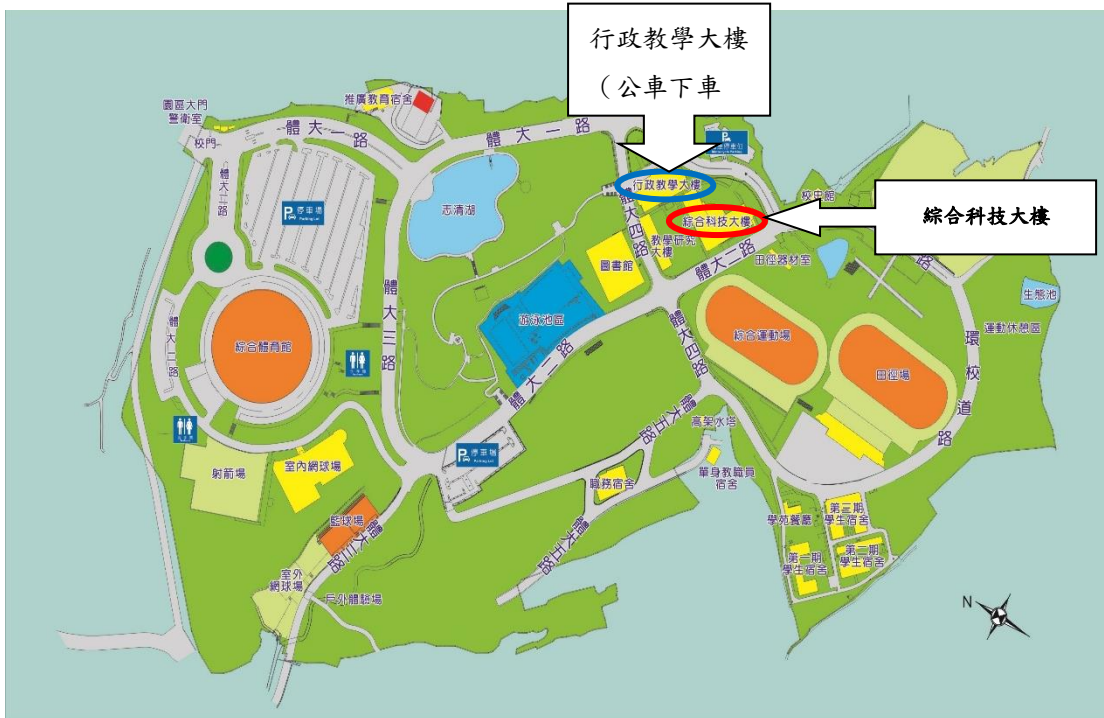 行政教學大樓
（公車下車
推廣教育宿舍
園區大門
警衛室
校門
體大一路
體大一路
體大二路
P 停車場
Parking Lot
志清湖
行政教學大樓
綜合科技大樓
綜合科技大樓
體大四路
教學研究
大樓
圖書館
體大二路
校史館
田徑器材室
生態池
運動休憩區
環校道路
游泳池區
體大三路
綜合體育館
體大二路
體大二路
體大四路
綜合運動場
田徑場
射箭場
室內網球場
P 停車場
Parking Lot
體大五路
高架水塔
單身教職員
宿舍
職務宿舍
體大五路
籃球場
體大三路
室外
網球場
戶外體驗場
學苑餐廳
第三期
學生宿舍
第一期
學生宿舍
第二期
學生宿舍
N